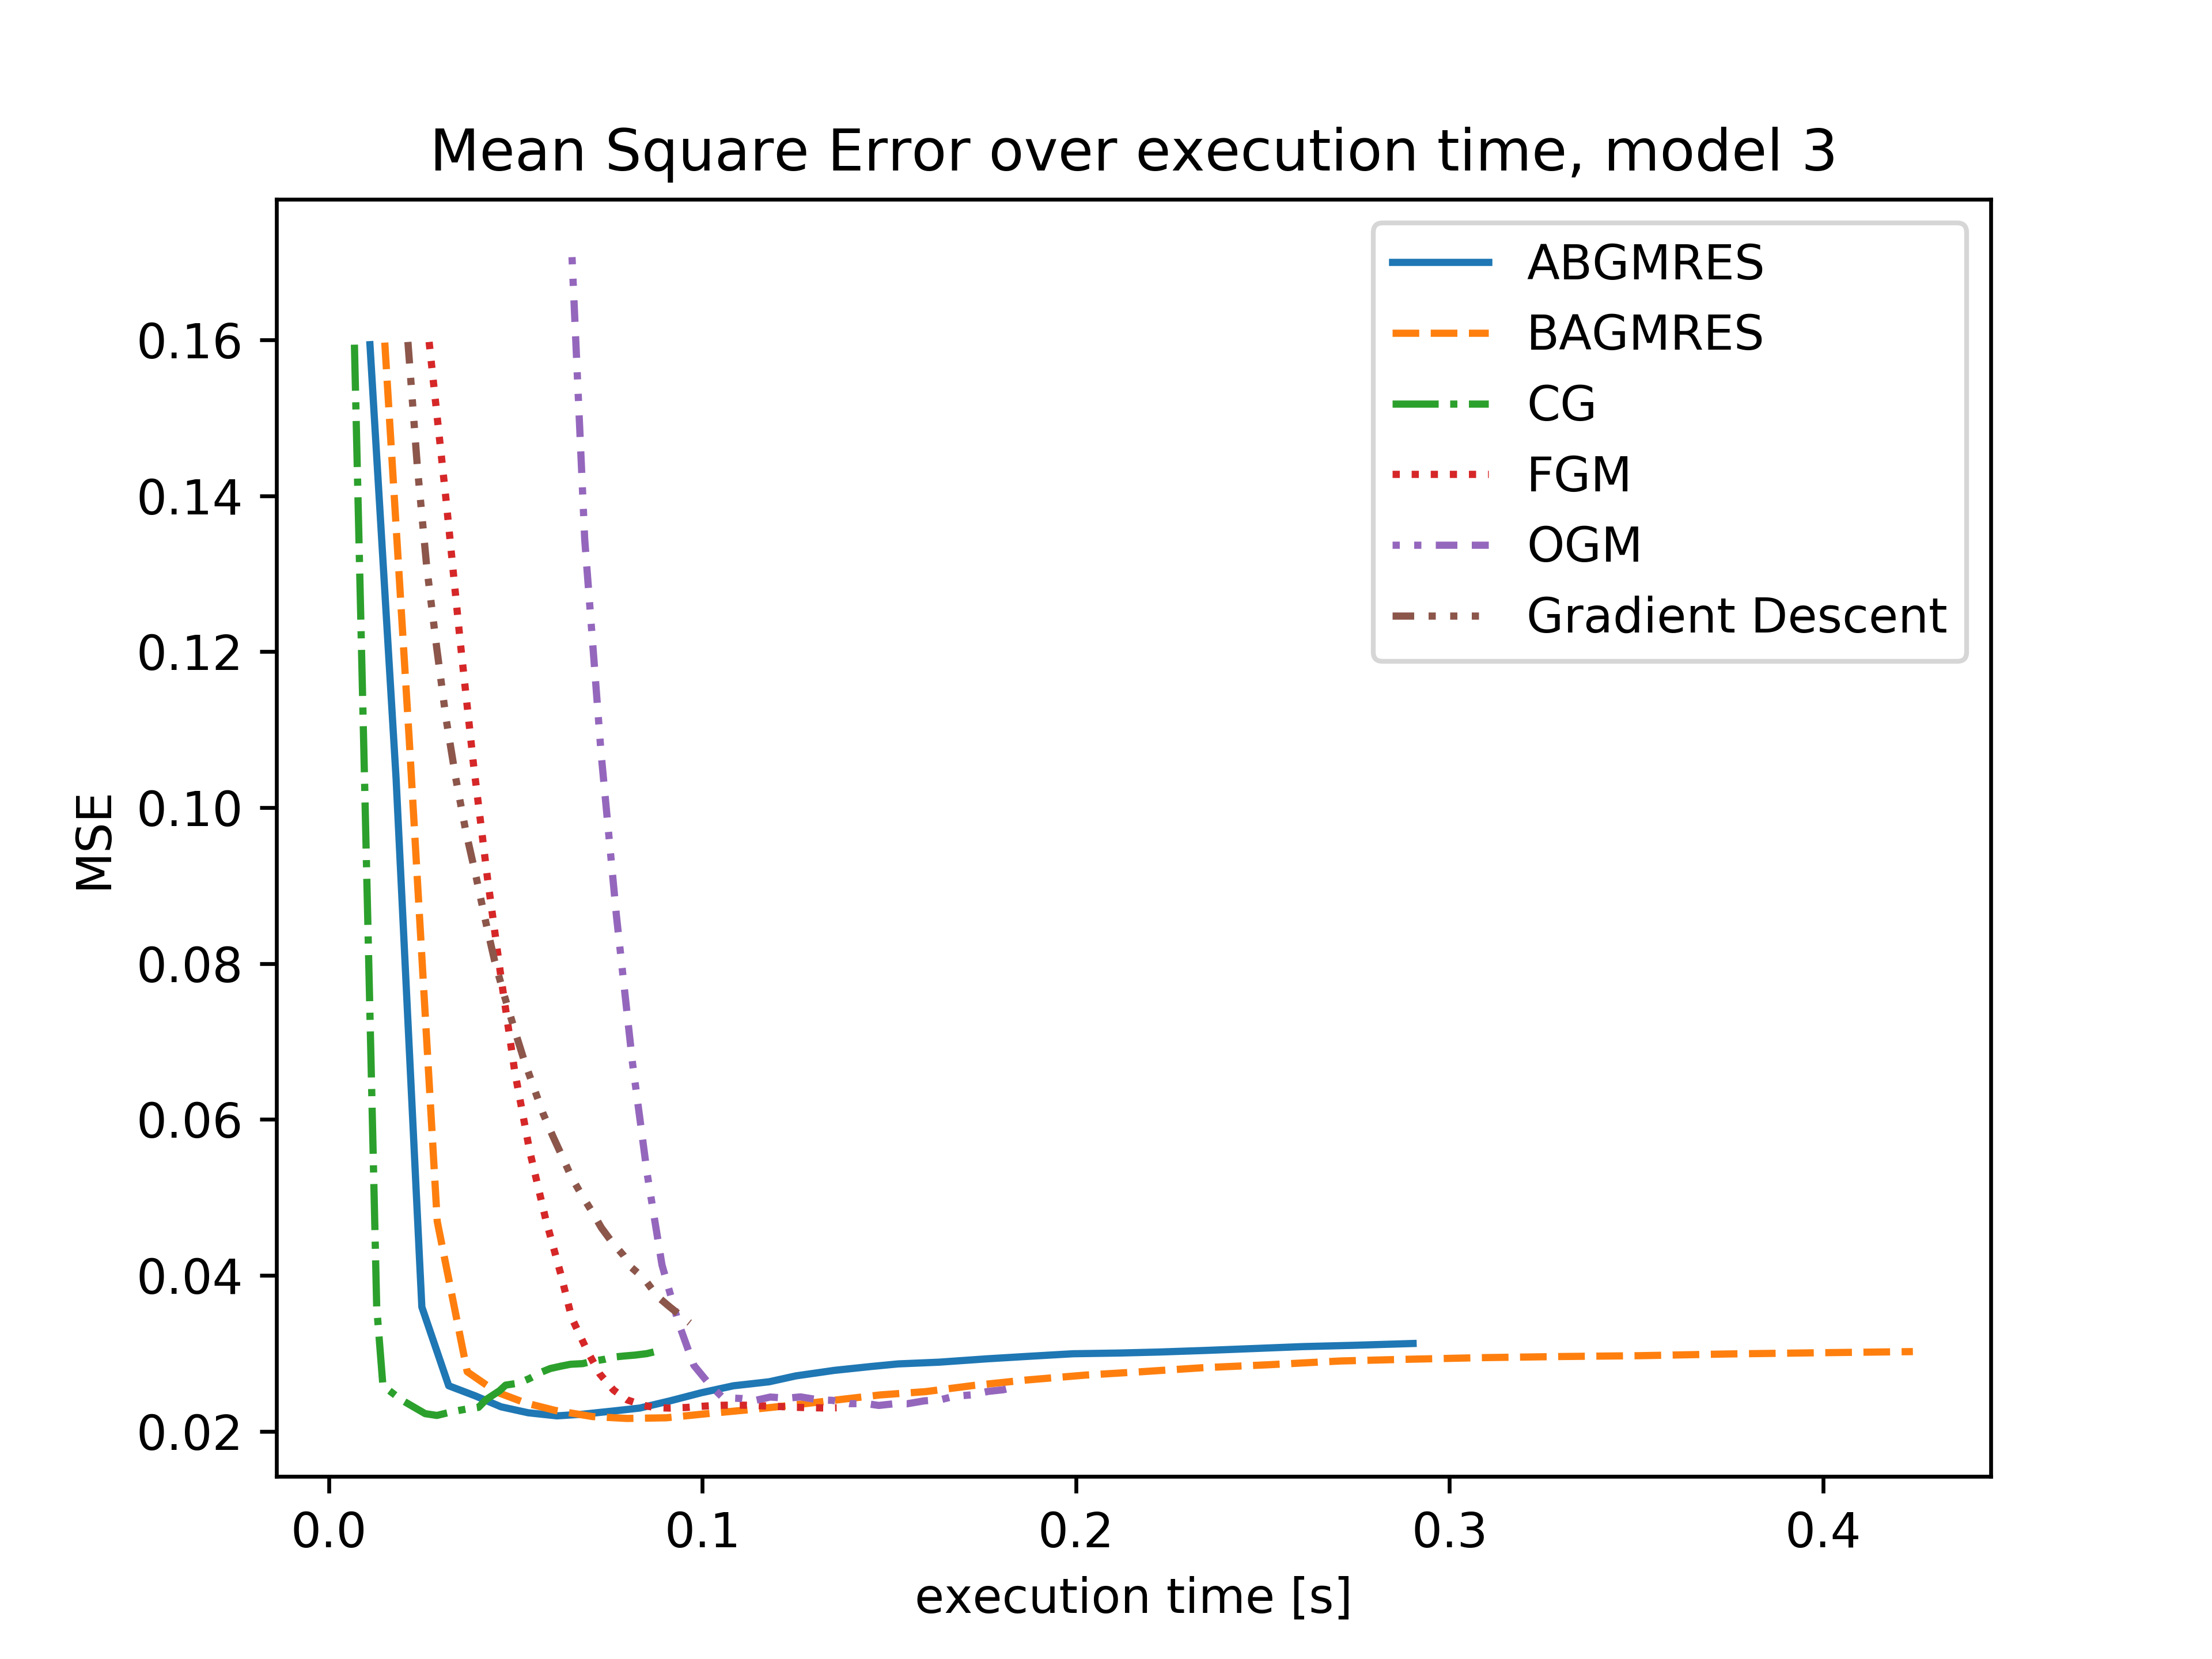 Mean Square Error over execution time, model 3
ABGMRES
BAGMRES
CG
FGM
OGM
Gradient Descent
0.16
0.14
0.12
0.10
0.08
0.06
0.04
0.02
MSE
0.0 0.1 0.2 0.3 0.4
execution time [s]